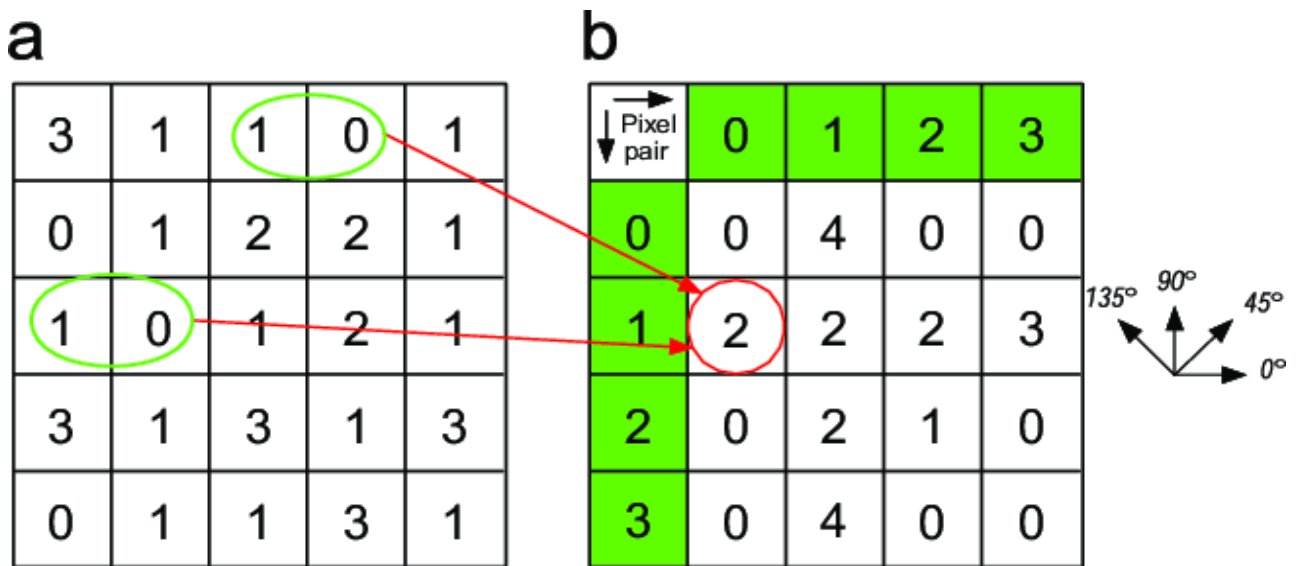 a
3 1 1 0 1
0 1 2 2 1
1 0 1 2 1
3 1 3 1 3
0 1 1 3 1
b
Pixel
pair
0 1 2 3
0 0 4 0 0
1 2 2 2 3
2 0 2 1 0
3 0 4 0 0
135° 90° 45°
0°